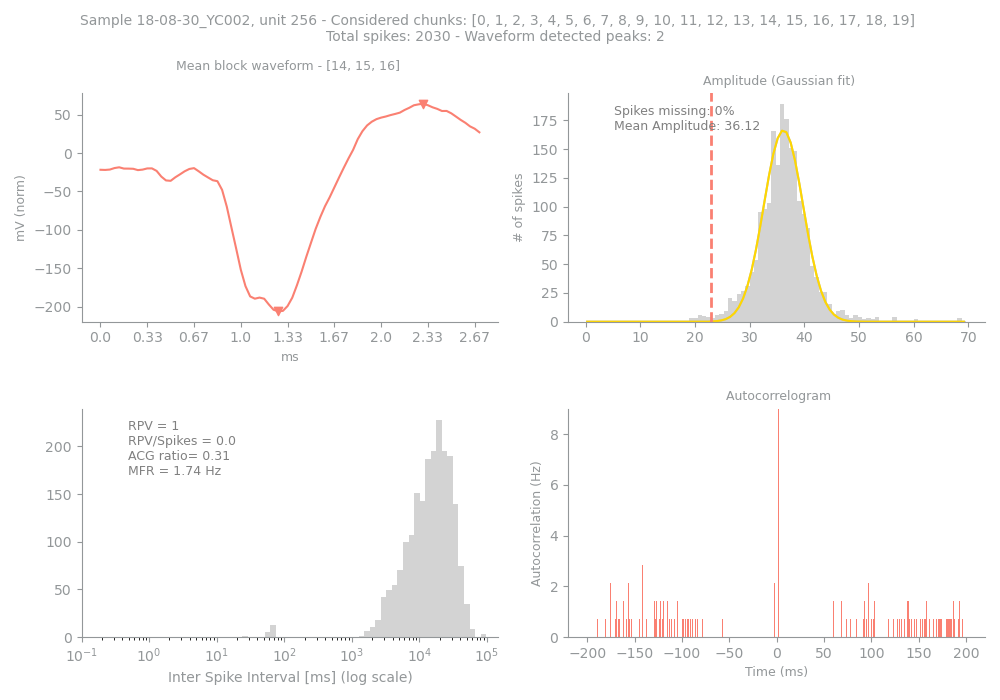 Sample 18-08-30_YC002, unit 256 - Considered chunks: [0, 1, 2, 3, 4, 5, 6, 7, 8, 9, 10, 11, 12, 13, 14, 15, 16, 17, 18, 19]
Total spikes: 2030 - Waveform detected peaks: 2
Mean block waveform - [14, 15, 16]
50
0
−50
−100
−150
−200
mV (norm)
0.0 0.33 0.67 1.0 1.33 1.67 2.0 2.33 2.67
ms
Amplitude (Gaussian fit)
Spikes missing: 0%
Mean Amplitude: 36.12
175
150
125
100
75
50
25
0
# of spikes
0 10 20 30 40 50 60 70
RPV = 1
RPV/Spikes = 0.0
ACG ratio= 0.31
MFR = 1.74 Hz
200
150
100
50
0
10⁻¹ 10⁰ 10¹ 10² 10³ 10⁴ 10⁵
Inter Spike Interval [ms] (log scale)
Autocorrelogram
8
6
4
2
0
Autocorrelation (Hz)
−200 −150 −100 −50 0 50 100 150 200
Time (ms)